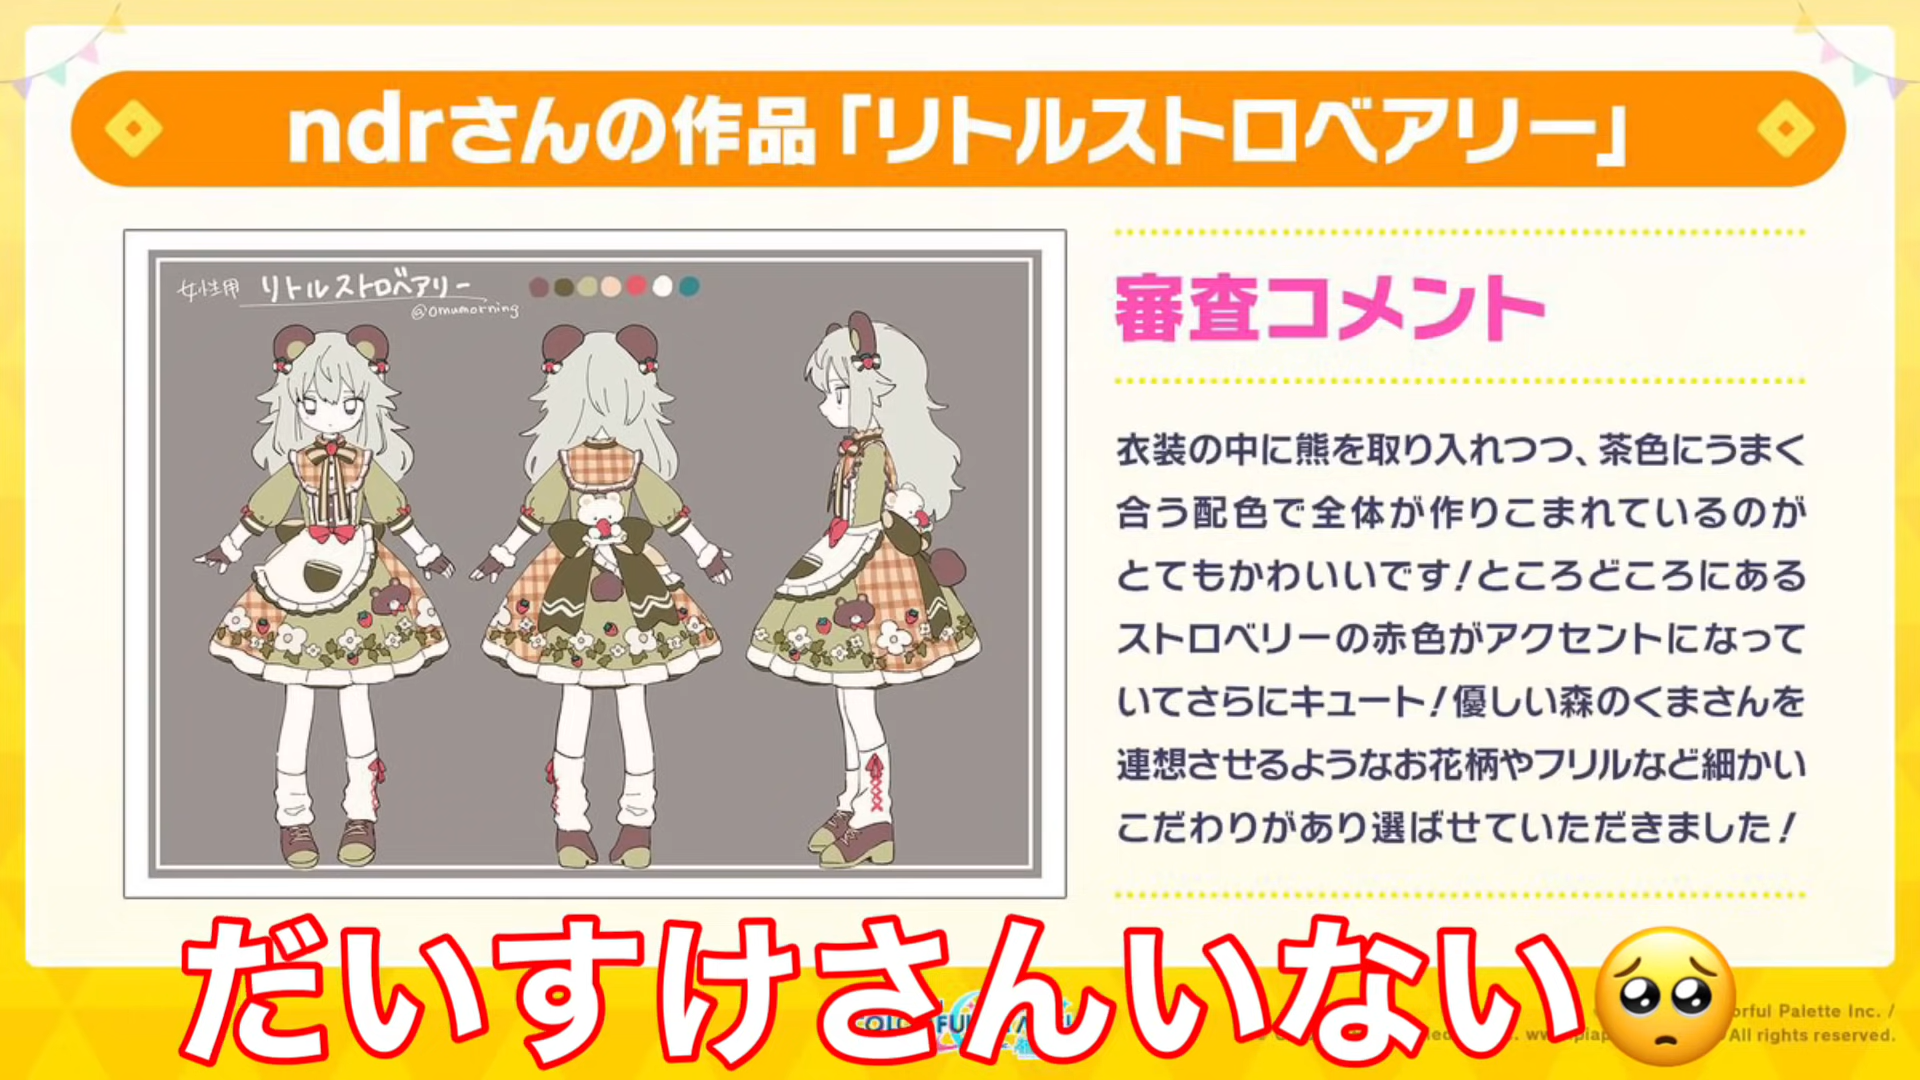 ndrさんの作品「リトルストロベアリー」
女性用 リトルストロベアリー
@omumorning
審査コメント
衣装の中に熊を取り入れつつ、茶色にうまく
合う配色で全体が作りこまれているのが
とてもかわいいです！ところどころにある
ストロベリーの赤色がアクセントになって
いてさらにキュート！優しい森のくまさんを
連想させるようなお花柄やフリルなど細かい
こだわりがあり選ばせていただきました！
だいすけさんいない🥺
orful Palette Inc. /
All rights reserved.